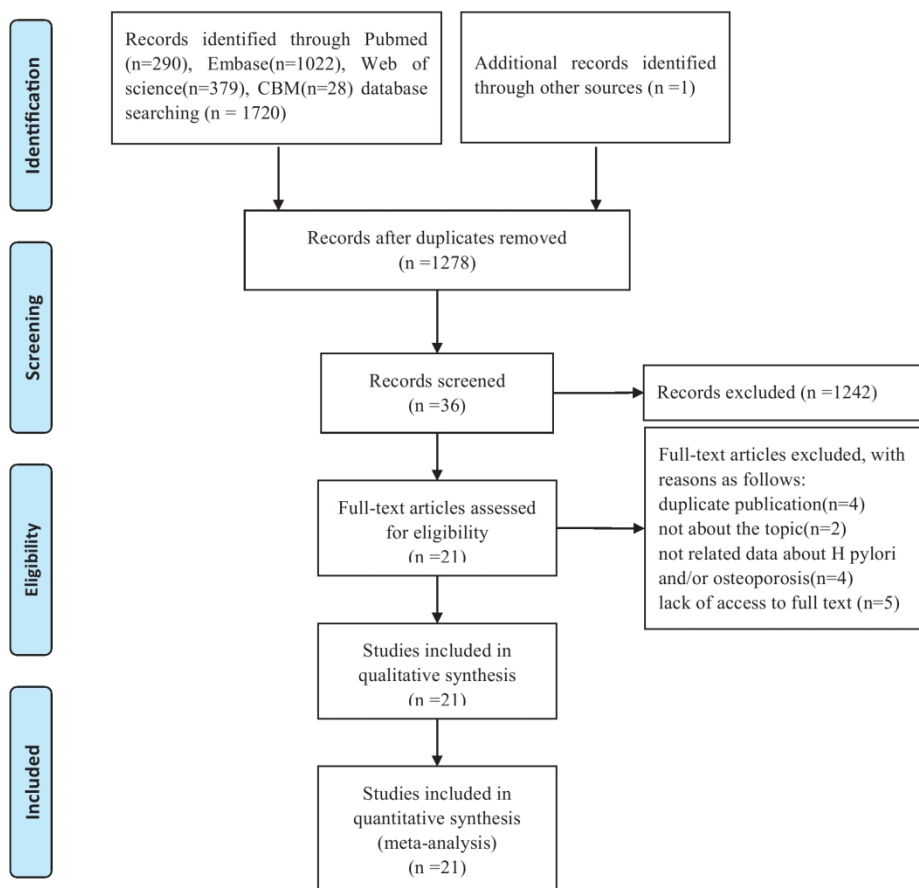 Identification
Records identified through Pubmed
(n=290), Embase(n=1022), Web of
science(n=379), CBM(n=28) database
searching (n = 1720)
Additional records identified
through other sources (n =1)
Records after duplicates removed
(n =1278)
Screening
Records screened
(n =36)
Records excluded (n =1242)
Eligibility
Full-text articles assessed
for eligibility
(n =21)
Full-text articles excluded, with
reasons as follows:
duplicate publication(n=4)
not about the topic(n=2)
not related data about H pylori
and/or osteoporosis(n=4)
lack of access to full text (n=5)
Studies included in
qualitative synthesis
(n =21)
Included
Studies included in
quantitative synthesis
(meta-analysis)
(n =21)